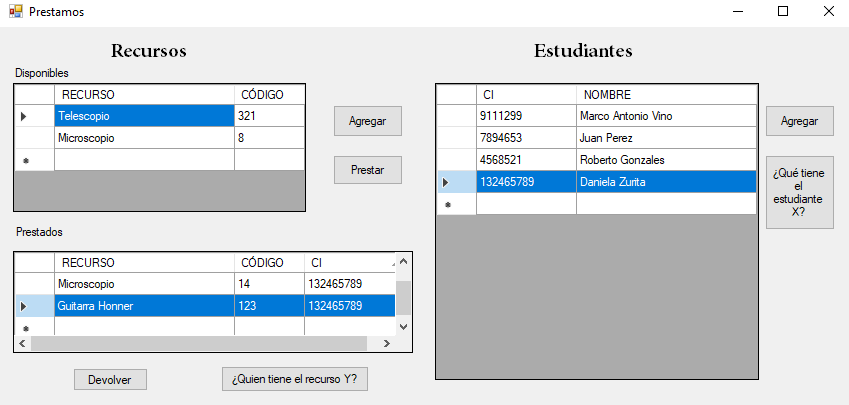 Prestamos
Recursos
Disponibles
RECURSO CÓDIGO
Telescopio 321
Microscopio 8
Agregar
Prestar
Prestados
RECURSO CÓDIGO CI
Microscopio 14 132465789
Guitarra Honner 123 132465789
Devolver
¿Quien tiene el recurso Y?
Estudiantes
CI NOMBRE
9111299 Marco Antonio Vino
7894653 Juan Perez
4568521 Roberto Gonzales
132465789 Daniela Zurita
Agregar
¿Qué tiene
el
estudiante
X?